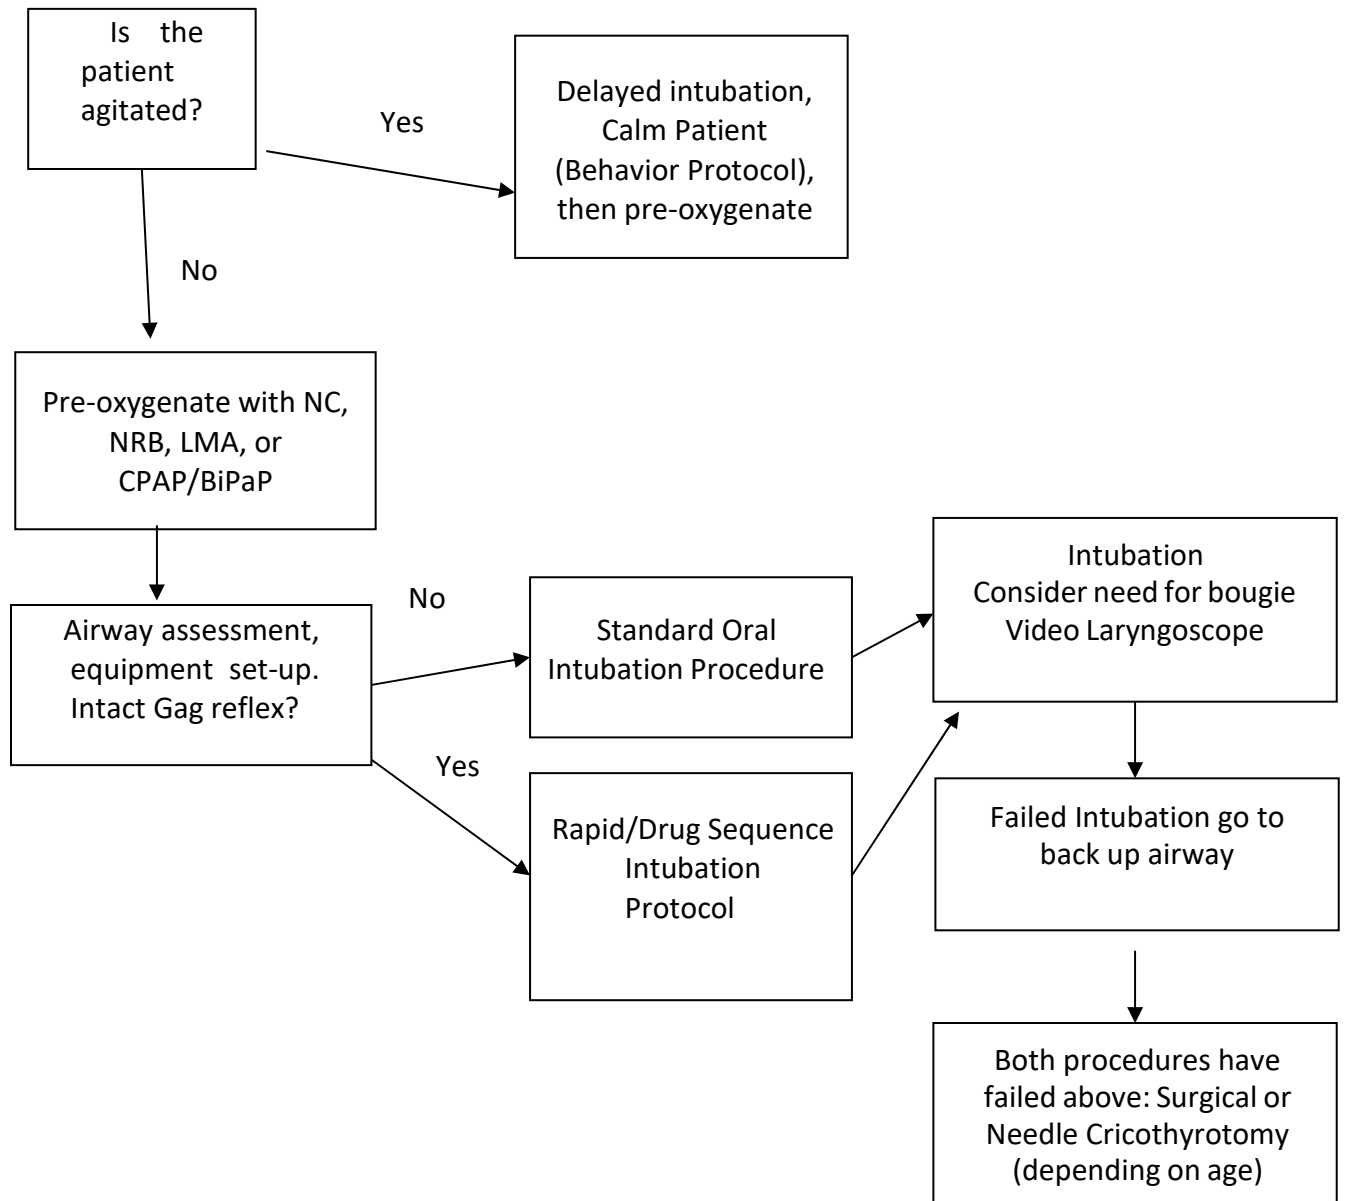 Is the
patient
agitated?
Yes
Delayed intubation,
Calm Patient
(Behavior Protocol),
then pre-oxygenate
No
Pre-oxygenate with NC,
NRB, LMA, or
CPAP/BiPaP
Airway assessment,
equipment set-up.
Intact Gag reflex?
No
Standard Oral
Intubation Procedure
Yes
Rapid/Drug Sequence
Intubation
Protocol
Intubation
Consider need for bougie
Video Laryngoscope
Failed Intubation go to
back up airway
Both procedures have
failed above: Surgical or
Needle Cricothyrotomy
(depending on age)